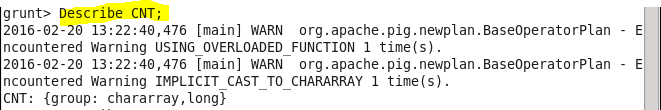 grunt> Describe CNT;
2016-02-20 13:22:40,476 [main] WARN  org.apache.pig.newplan.BaseOperatorPlan - E
ncountered Warning USING_OVERLOADED_FUNCTION 1 time(s).
2016-02-20 13:22:40,476 [main] WARN  org.apache.pig.newplan.BaseOperatorPlan - E
ncountered Warning IMPLICIT_CAST_TO_CHARARRAY 1 time(s).
CNT: {group: chararray,long}